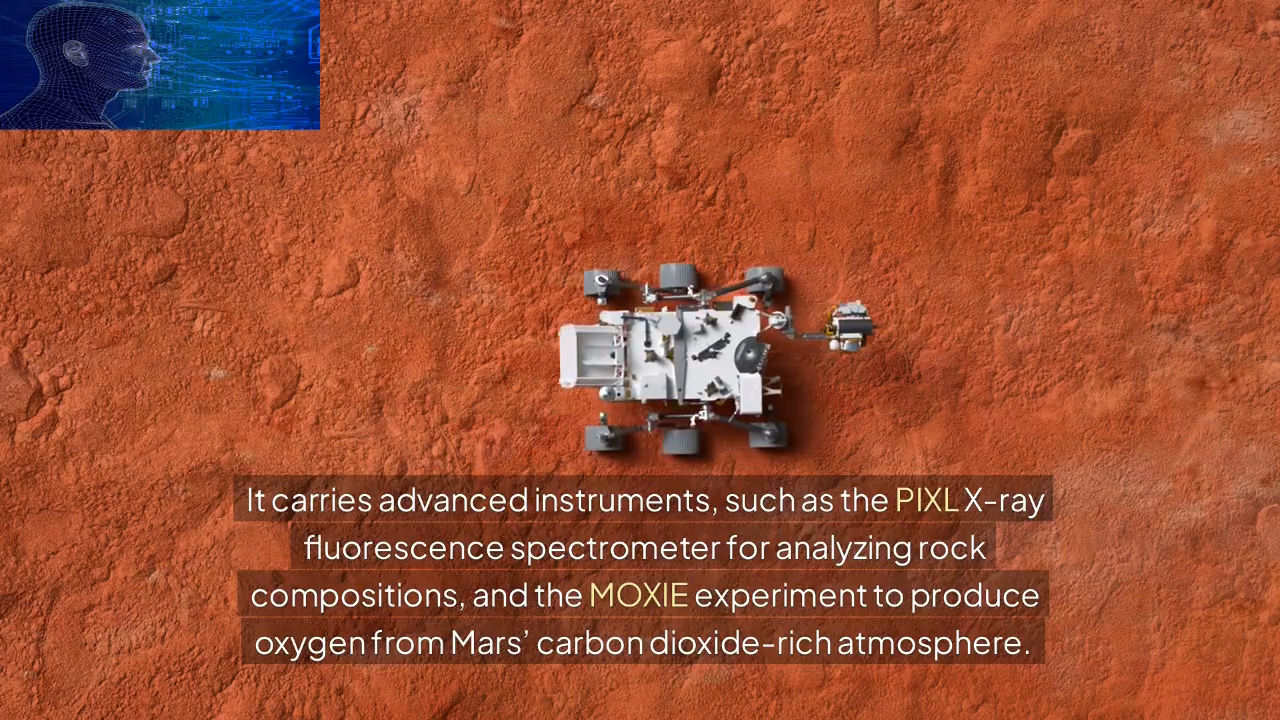 It carries advanced instruments, such as the PIXL X-ray
fluorescence spectrometer for analyzing rock
compositions, and the MOXIE experiment to produce
oxygen from Mars’ carbon dioxide-rich atmosphere.